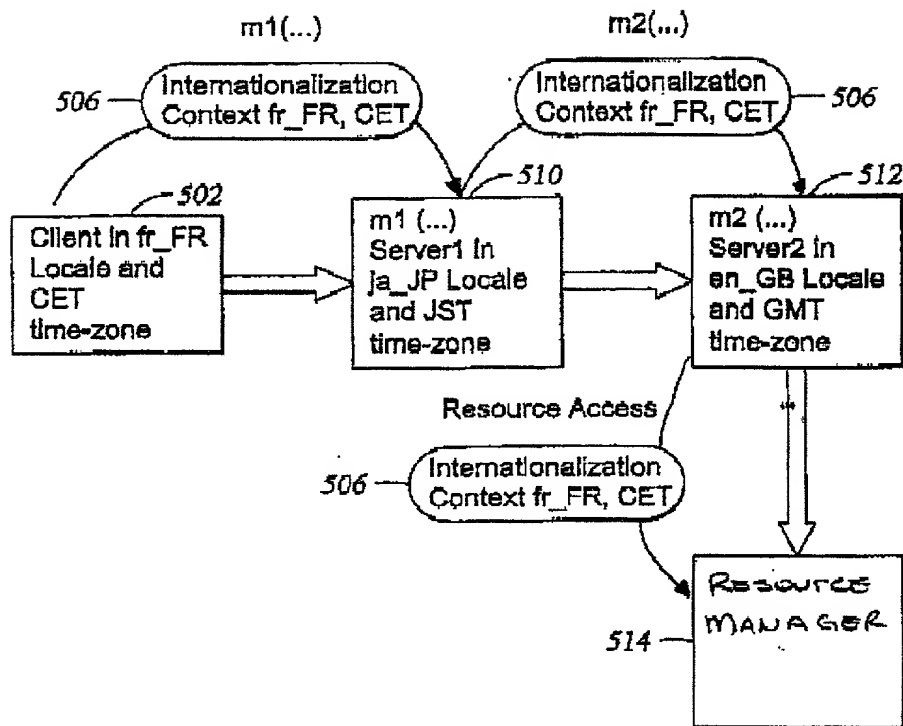 m1(...)
m2(...)
506
Internationalization
Context fr_FR, CET
Internationalization
Context fr_FR, CET
506
502
510
512
Client in fr_FR
Locale and
CET
time-zone
m1 (...)
Server1 in
ja_JP Locale
and JST
time-zone
m2 (...)
Server2 in
en_GB Locale
and GMT
time-zone
Resource Access
506
Internationalization
Context fr_FR, CET
RESOURCE
MANAGER
514